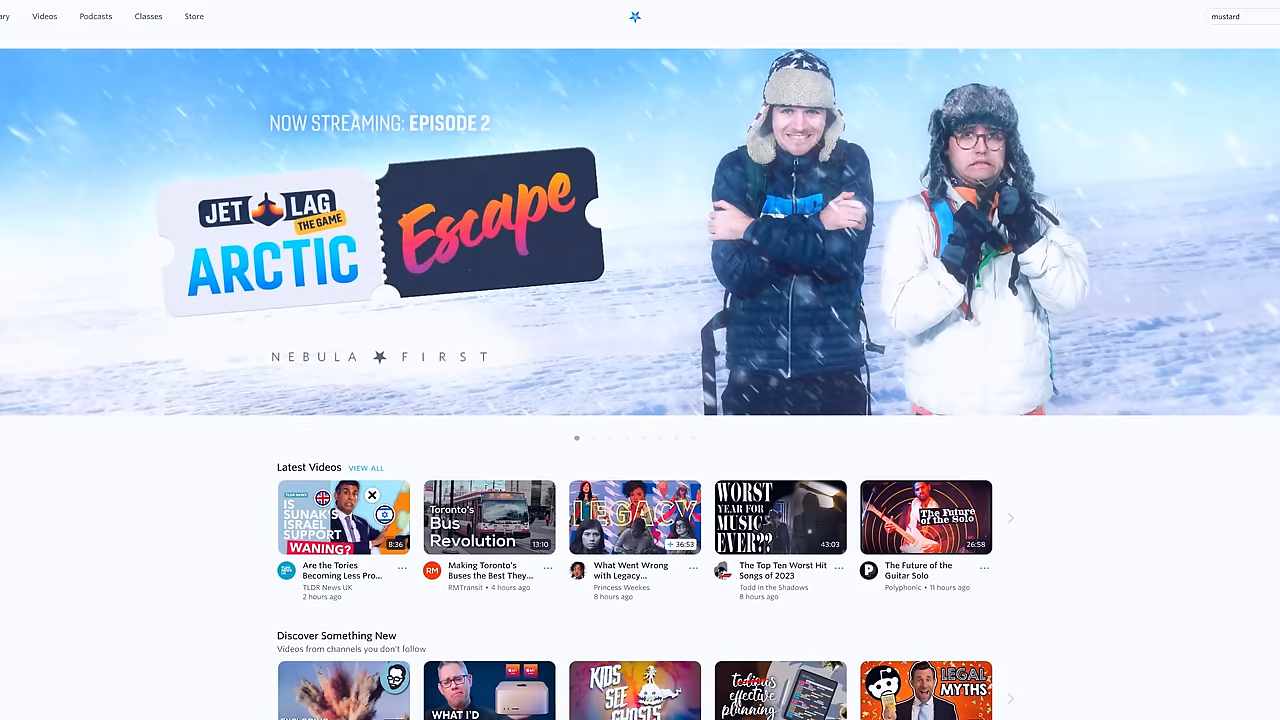 ary Videos Podcasts Classes Store
mustard
NOW STREAMING: EPISODE 2
JET LAG
THE GAME
ARCTIC
Escape
NEBULA FIRST
Latest Videos VIEW ALL
TLDR NEWS
IS
SUNAK'S
ISRAEL
SUPPORT
WANING?
8:36
Toronto's
Bus
Revolution
13:10
LEGACY
+ 36:53
WORST
YEAR FOR
MUSIC
EVER??
43:03
The Future
of the Solo
26:58
Are the Tories
Becoming Less Pro...
TLDR News UK
2 hours ago
RM
Making Toronto's
Buses the Best They...
RMTransit • 4 hours ago
What Went Wrong
with Legacy...
Princess Weekes
8 hours ago
The Top Ten Worst Hit
Songs of 2023
Todd in the Shadows
8 hours ago
P
The Future of the
Guitar Solo
Polyphonic • 11 hours ago
Discover Something New
Videos from channels you don't follow
WHAT I'D
KIDS
SEE
GHOSTS
tedious
effective
planning
LEGAL
MYTHS